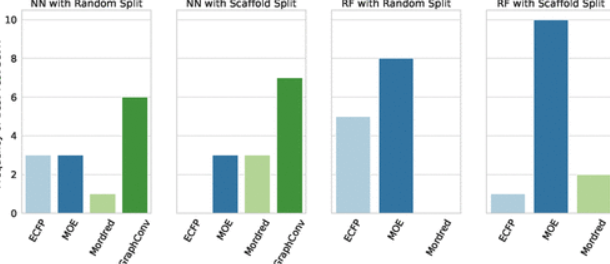 NN with Random Split
NN with Scaffold Split
RF with Random Split
RF with Scaffold Split
10
8
6
4
2
0
ECFP
MOE
Mordred
GraphConv
ECFP
MOE
Mordred
GraphConv
ECFP
MOE
Mordred
ECFP
MOE
Mordred